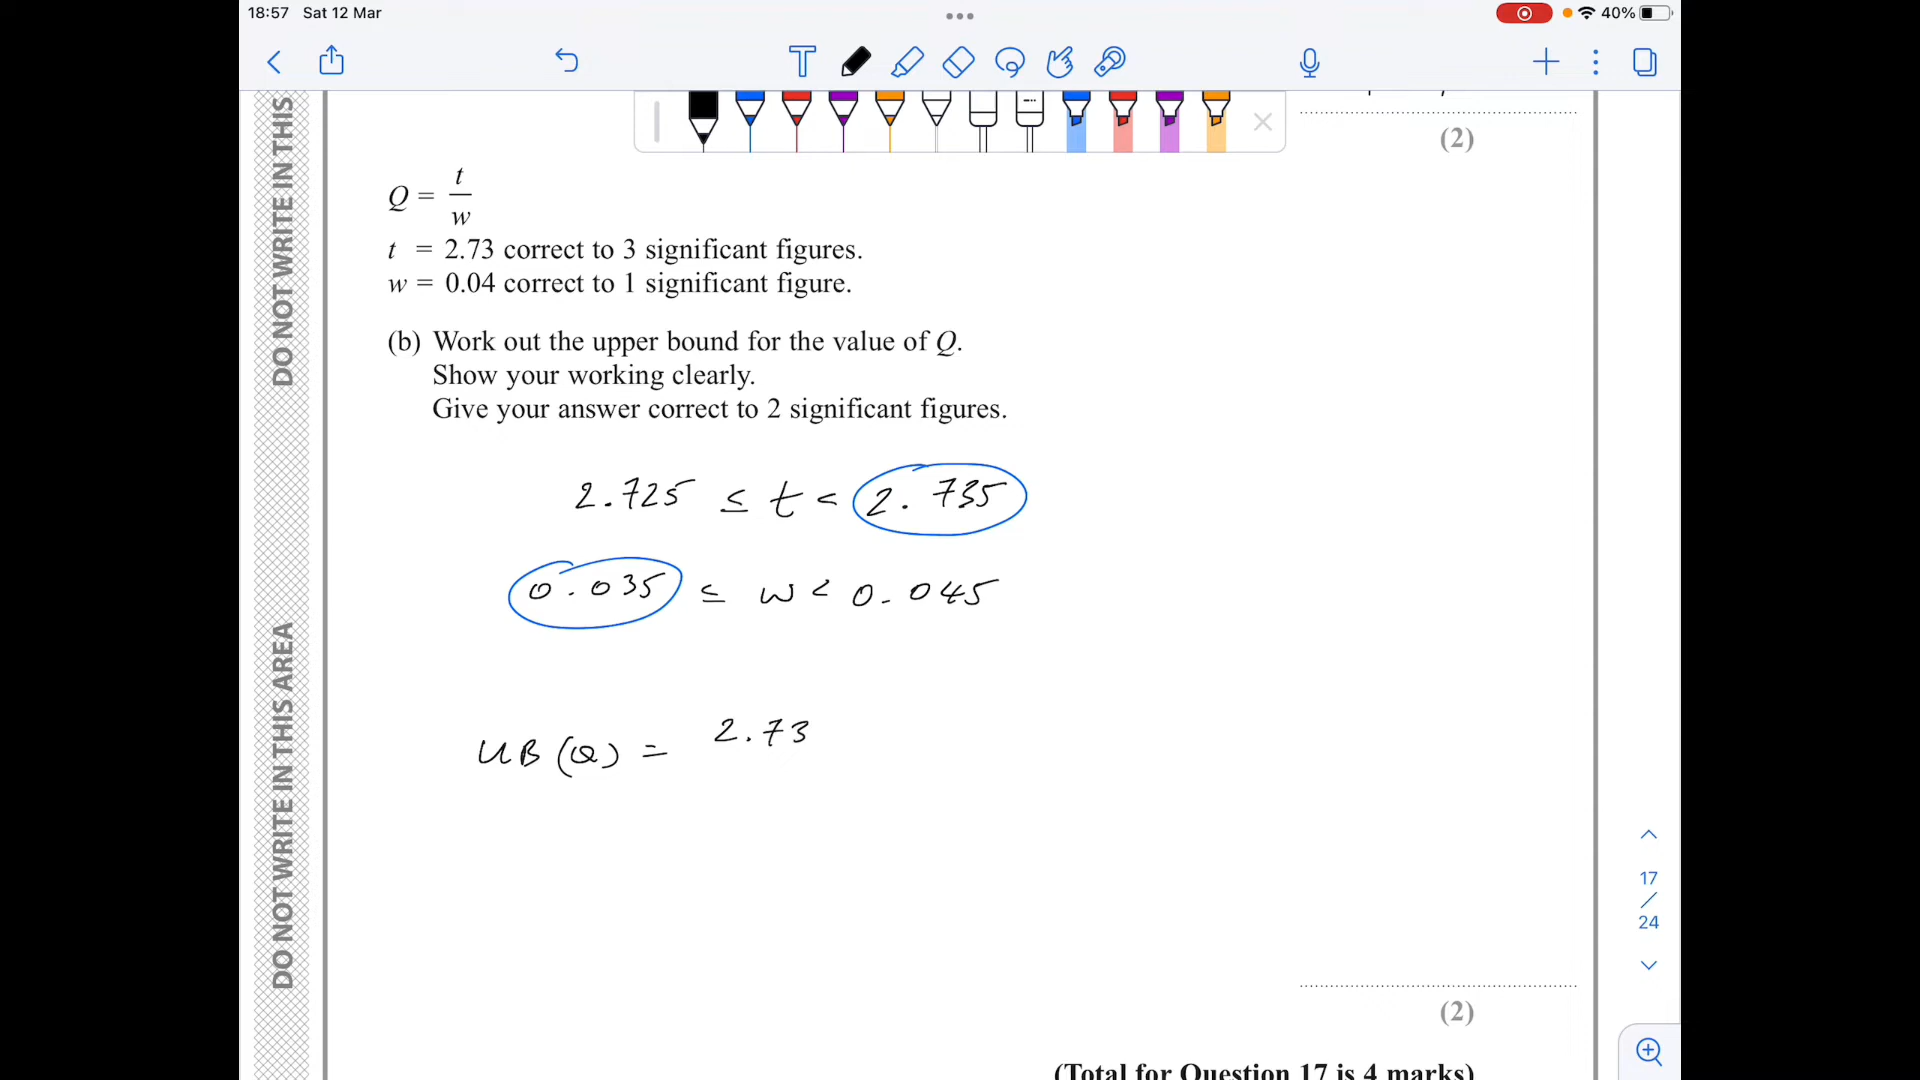 18:57 Sat 12 Mar
40%
DO NOT WRITE IN THIS
(2)
Q = t/w
t = 2.73 correct to 3 significant figures.
w = 0.04 correct to 1 significant figure.
(b) Work out the upper bound for the value of Q.
Show your working clearly.
Give your answer correct to 2 significant figures.
2.725 ≤ t < 2.735
0.035 ≤ w < 0.045
UB (Q) = 2.73
DO NOT WRITE IN THIS AREA
17
/
24
(2)
(Total for Question 17 is 4 marks)